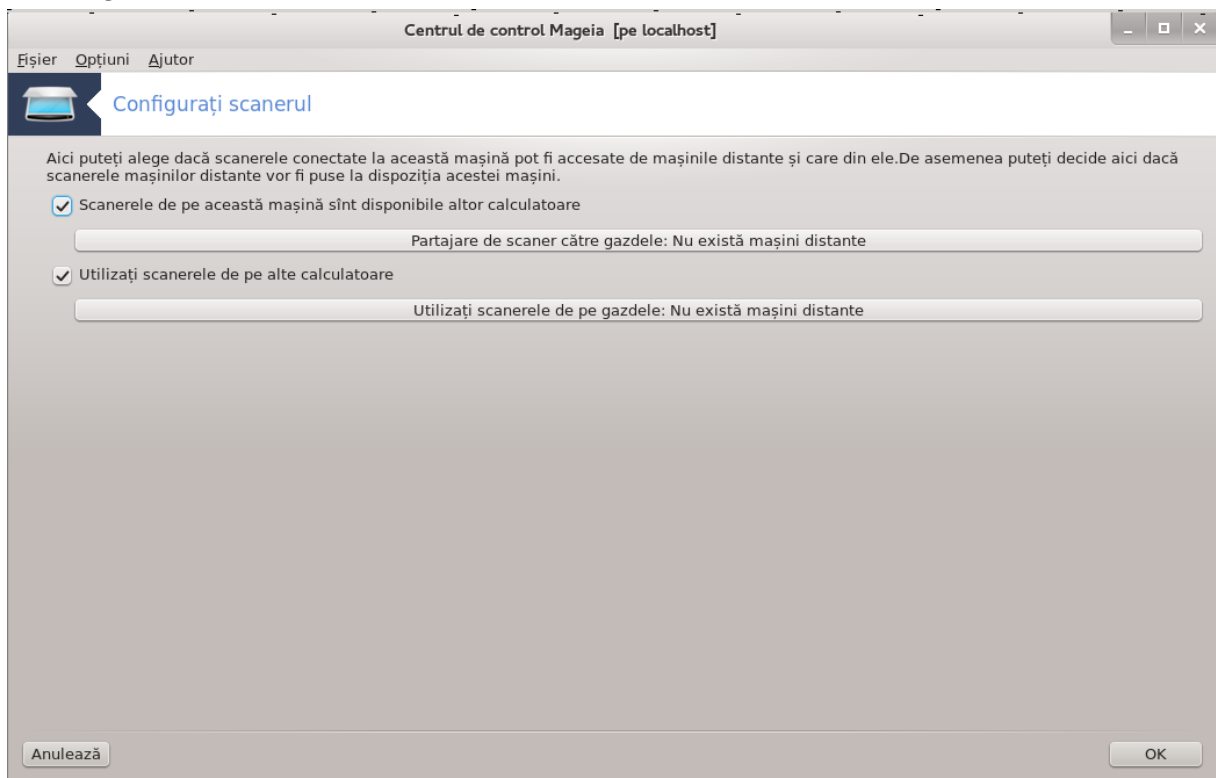 Centrul de control Mageia [pe localhost]
Fișier Opțiuni Ajutor
Configurați scanerul
Aici puteți alege dacă scanerele conectate la această mașină pot fi accesate de mașinile distante și care din ele.De asemenea puteți decide aici dacă
scanerele mașinilor distante vor fi puse la dispoziția acestei mașini.
Scanerele de pe această mașină sînt disponibile altor calculatoare
Partajare de scaner către gazdele: Nu există mașini distante
Utilizați scanerele de pe alte calculatoare
Utilizați scanerele de pe gazdele: Nu există mașini distante
Anulează OK